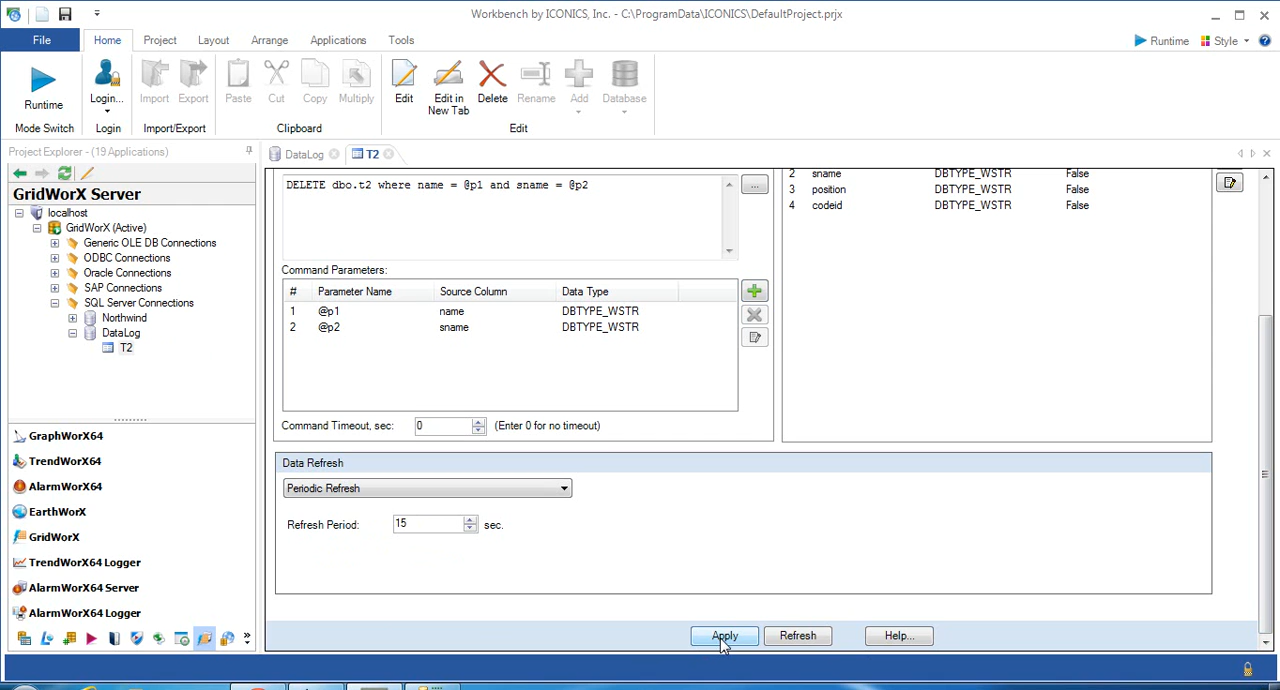 Workbench by ICONICS, Inc. - C:\ProgramData\ICONICS\DefaultProject.prjx
File Home Project Layout Arrange Applications Tools Runtime Style
Runtime Login... Import Export Paste Cut Copy Multiply Edit Edit in New Tab Delete Rename Add Database
Mode Switch Login Import/Export Clipboard Edit
Project Explorer - (19 Applications)
DataLog T2
GridWorX Server
localhost
GridWorX (Active)
Generic OLE DB Connections
ODBC Connections
Oracle Connections
SAP Connections
SQL Server Connections
Northwind
DataLog
T2
GraphWorX64
TrendWorX64
AlarmWorX64
EarthWorX
GridWorX
TrendWorX64 Logger
AlarmWorX64 Server
AlarmWorX64 Logger
DELETE dbo.t2 where name = @p1 and sname = @p2
...
Command Parameters:
# Parameter Name Source Column Data Type
1 @p1 name DBTYPE_WSTR
2 @p2 sname DBTYPE_WSTR
Command Timeout, sec: 0 (Enter 0 for no timeout)
2 sname DBTYPE_WSTR False
3 position DBTYPE_WSTR False
4 codeid DBTYPE_WSTR False
Data Refresh
Periodic Refresh
Refresh Period: 15 sec.
Apply Refresh Help...